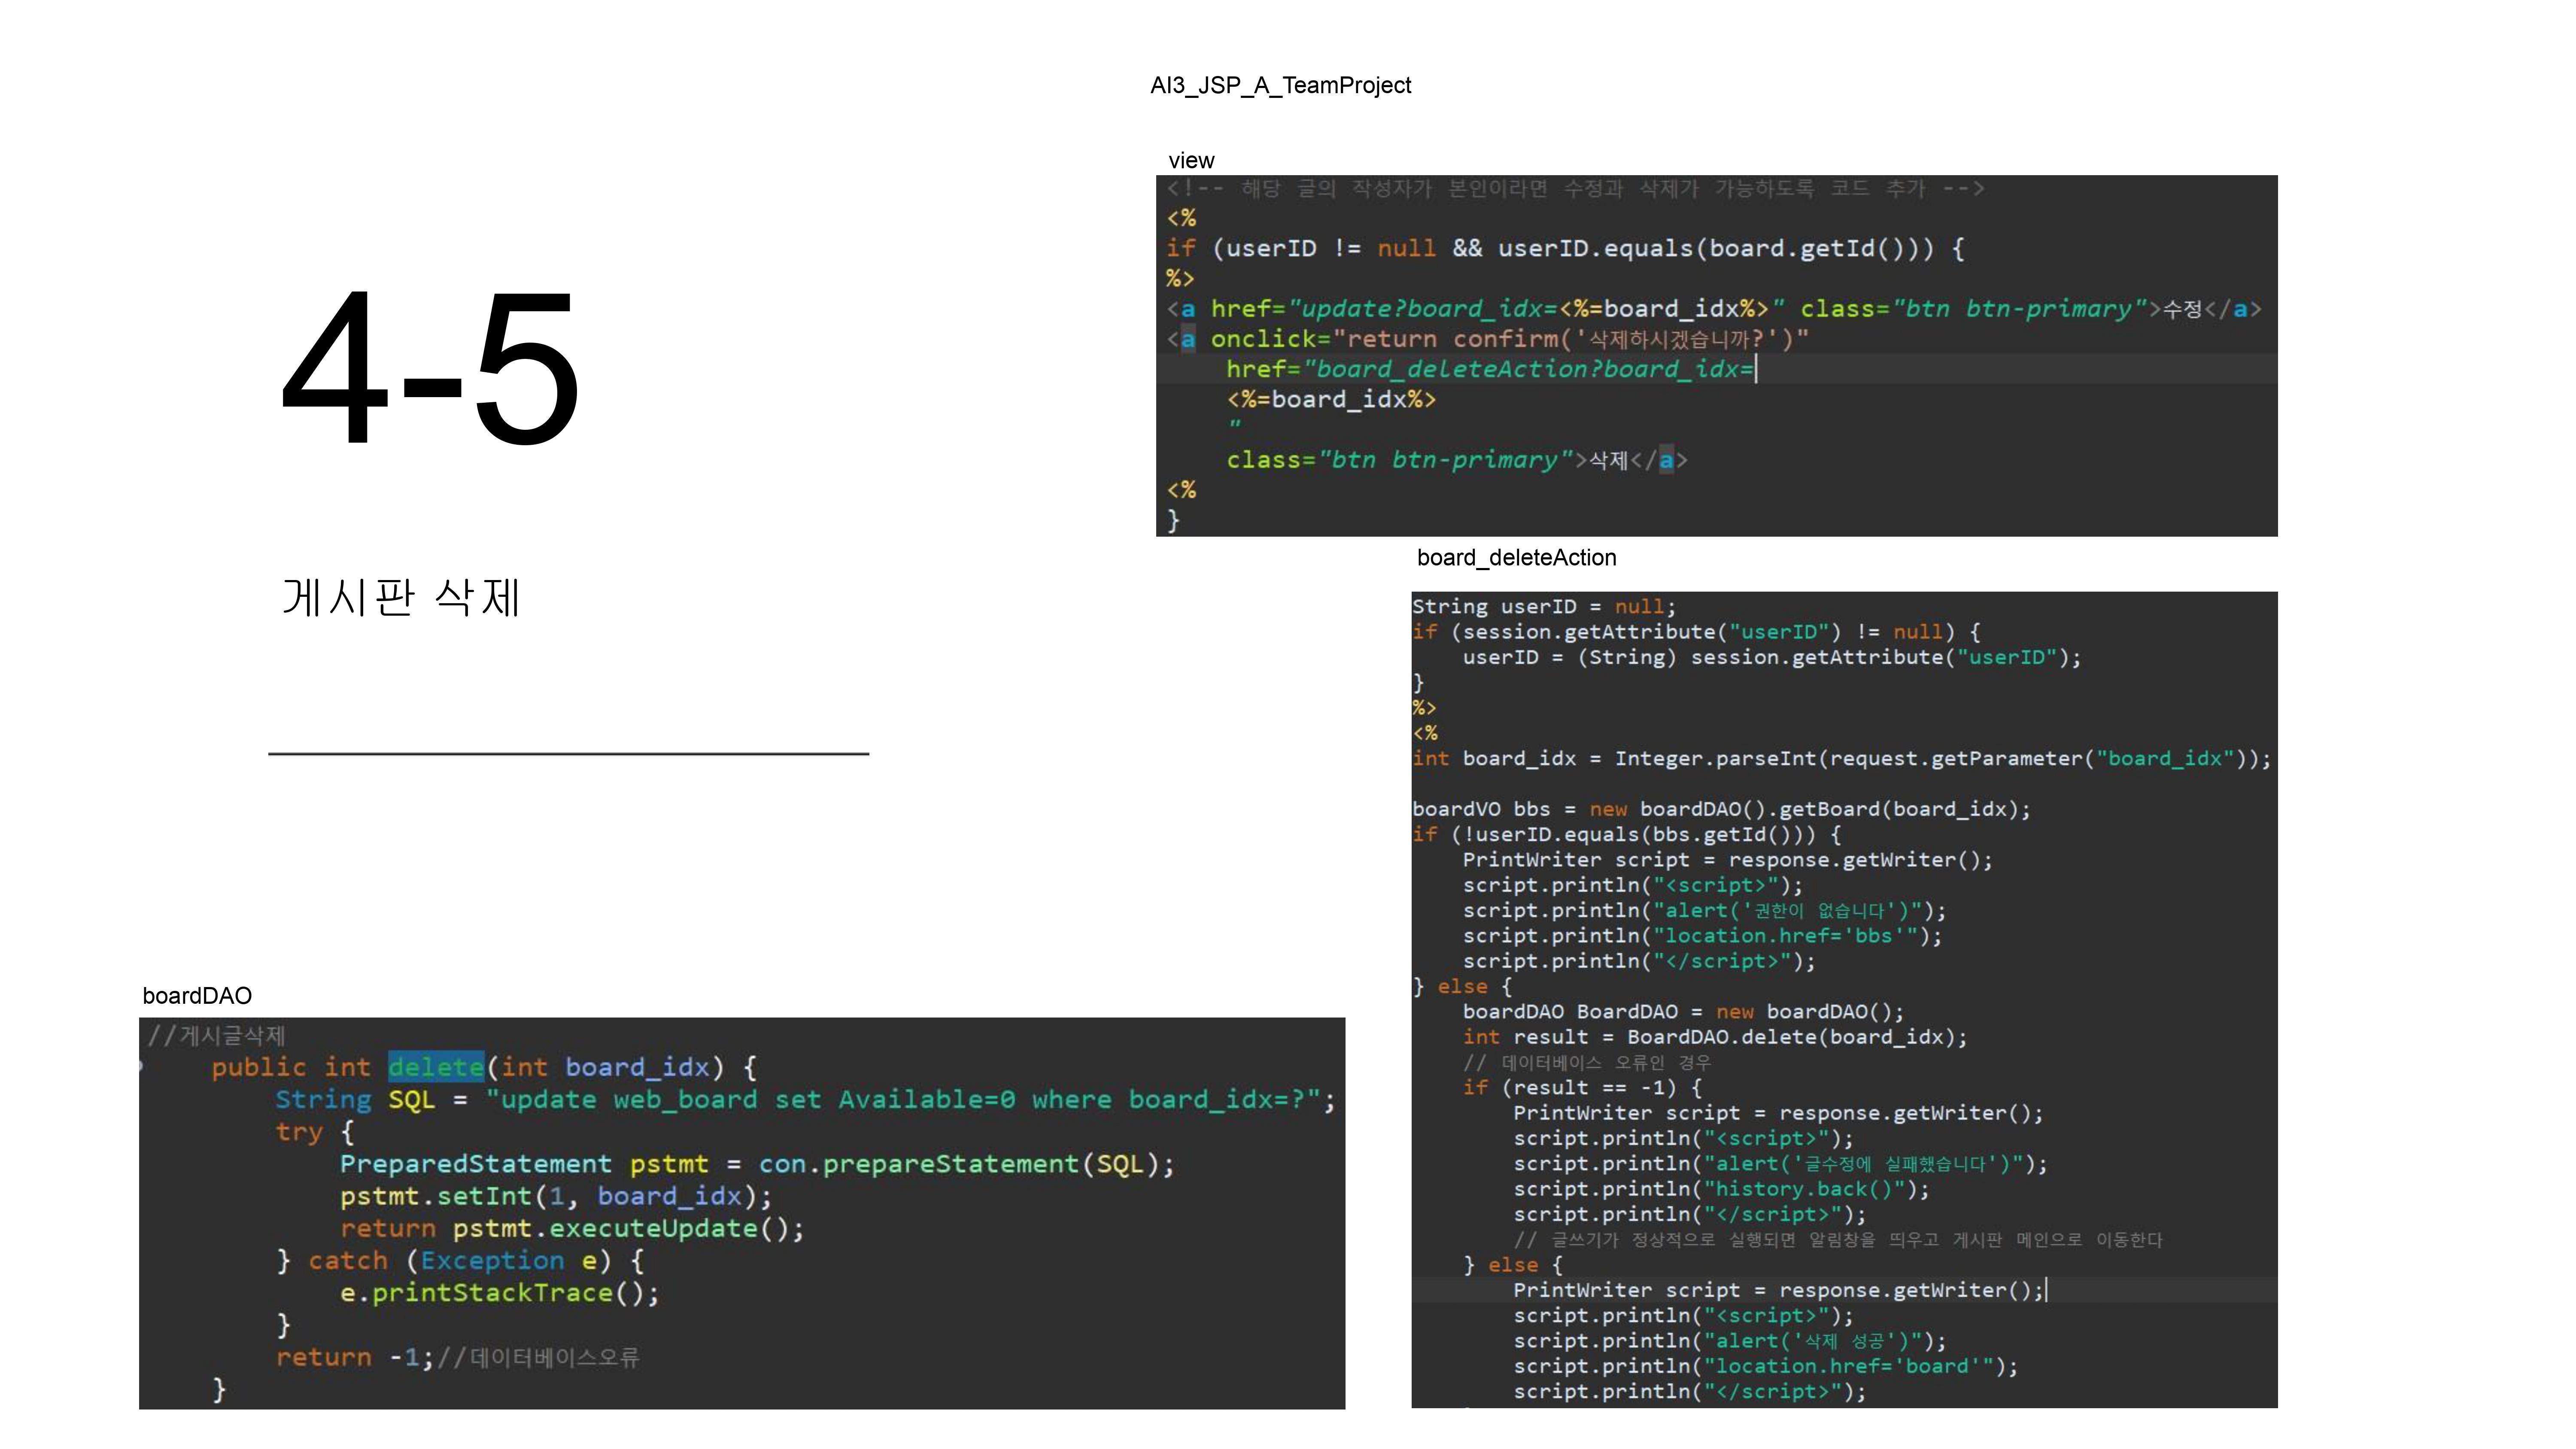 AI3_JSP_A_TeamProject
4-5
게시판 삭제
view
<!-- 해당 글의 작성자가 본인이라면 수정과 삭제가 가능하도록 코드 추가 -->
<%
if (userID != null && userID.equals(board.getId())) {
%>
<a href="update?board_idx=<%=board_idx%>" class="btn btn-primary">수정</a>
<a onclick="return confirm('삭제하시겠습니까?')"
href="board_deleteAction?board_idx=
<%=board_idx%>
"
class="btn btn-primary">삭제</a>
<%
}
board_deleteAction
String userID = null;
if (session.getAttribute("userID") != null) {
userID = (String) session.getAttribute("userID");
}
%>
<%
int board_idx = Integer.parseInt(request.getParameter("board_idx"));
boardVO bbs = new boardDAO().getBoard(board_idx);
if (!userID.equals(bbs.getId())) {
PrintWriter script = response.getWriter();
script.println("<script>");
script.println("alert('권한이 없습니다')");
script.println("location.href='bbs'");
script.println("</script>");
} else {
boardDAO BoardDAO = new boardDAO();
int result = BoardDAO.delete(board_idx);
// 데이터베이스 오류인 경우
if (result == -1) {
PrintWriter script = response.getWriter();
script.println("<script>");
script.println("alert('글수정에 실패했습니다')");
script.println("history.back()");
script.println("</script>");
// 글쓰기가 정상적으로 실행되면 알림창을 띄우고 게시판 메인으로 이동한다
} else {
PrintWriter script = response.getWriter();
script.println("<script>");
script.println("alert('삭제 성공')");
script.println("location.href='board'");
script.println("</script>");
boardDAO
//게시글삭제
public int delete(int board_idx) {
String SQL = "update web_board set Available=0 where board_idx=?";
try {
PreparedStatement pstmt = con.prepareStatement(SQL);
pstmt.setInt(1, board_idx);
return pstmt.executeUpdate();
} catch (Exception e) {
e.printStackTrace();
}
return -1;//데이터베이스오류
}